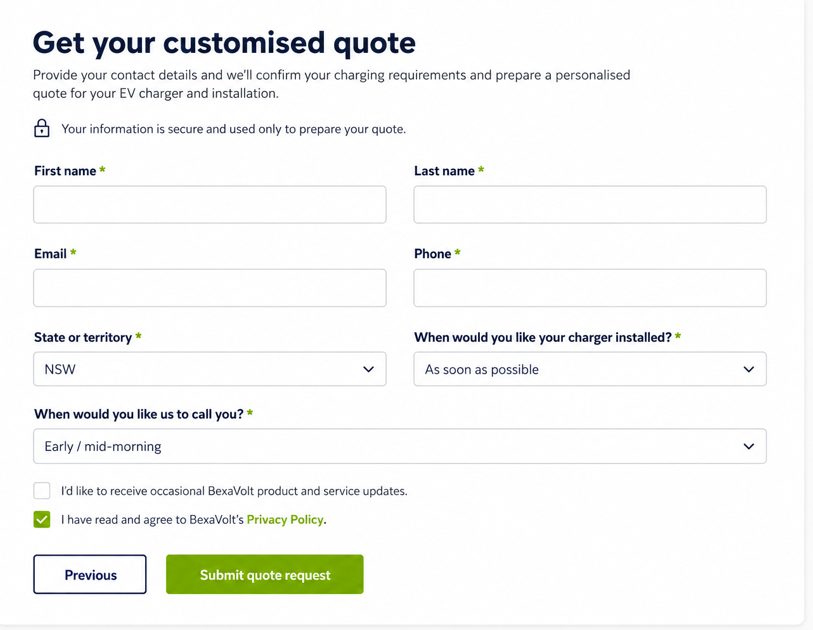 Get your customised quote
Provide your contact details and we'll confirm your charging requirements and prepare a personalised
quote for your EV charger and installation.
Your information is secure and used only to prepare your quote.
First name *
Last name *
Email *
Phone *
State or territory *
When would you like your charger installed? *
NSW
As soon as possible
When would you like us to call you? *
Early / mid-morning
I'd like to receive occasional BexaVolt product and service updates.
I have read and agree to BexaVolt's Privacy Policy.
Previous
Submit quote request